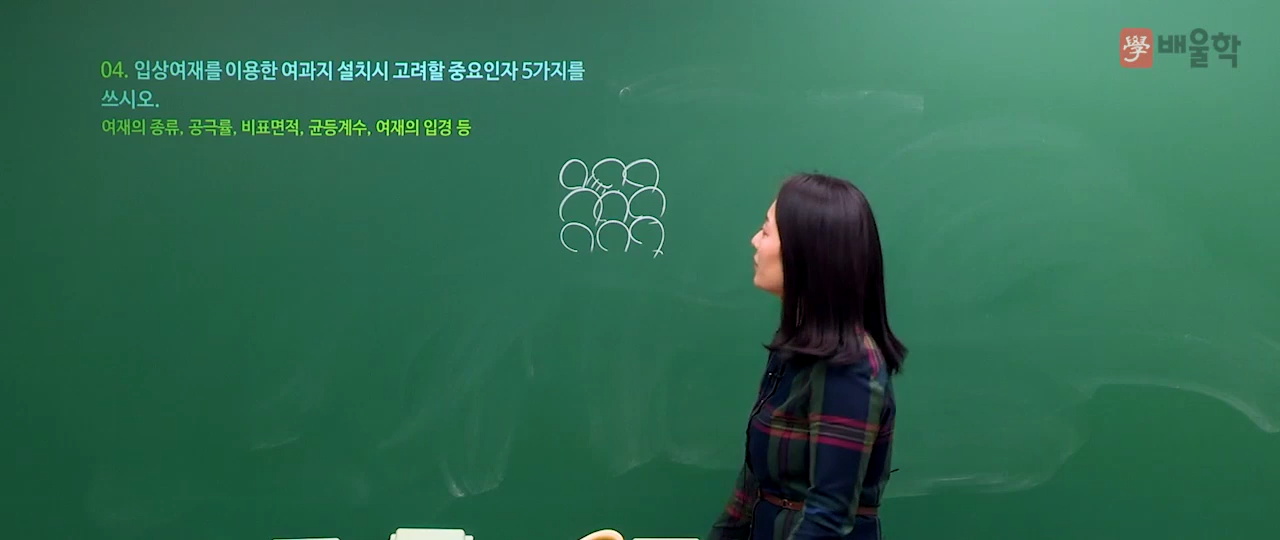 04. 입상여재를 이용한 여과지 설치시 고려할 중요인자 5가지를
쓰시오.
여재의 종류, 공극률, 비표면적, 균등계수, 여재의 입경 등
學 배울학